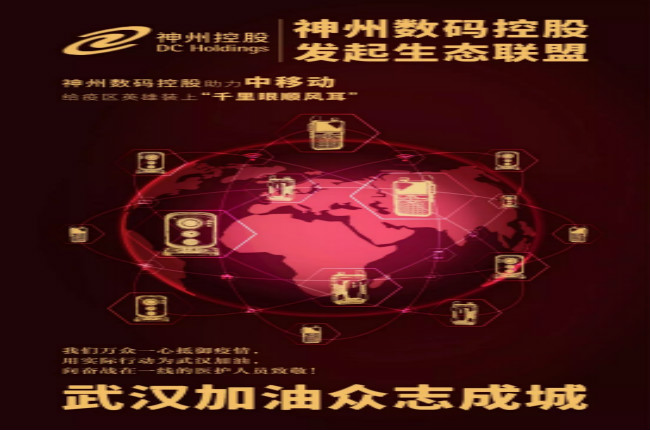 神州控股
DC Holdings
神州数码控股
发起生态联盟
神州数码控股助力中移动
给疫区英雄装上“千里眼顺风耳”
我们万众一心抵御疫情，
用实际行动为武汉加油，
向奋战在一线的医护人员致敬！
武汉加油众志成城